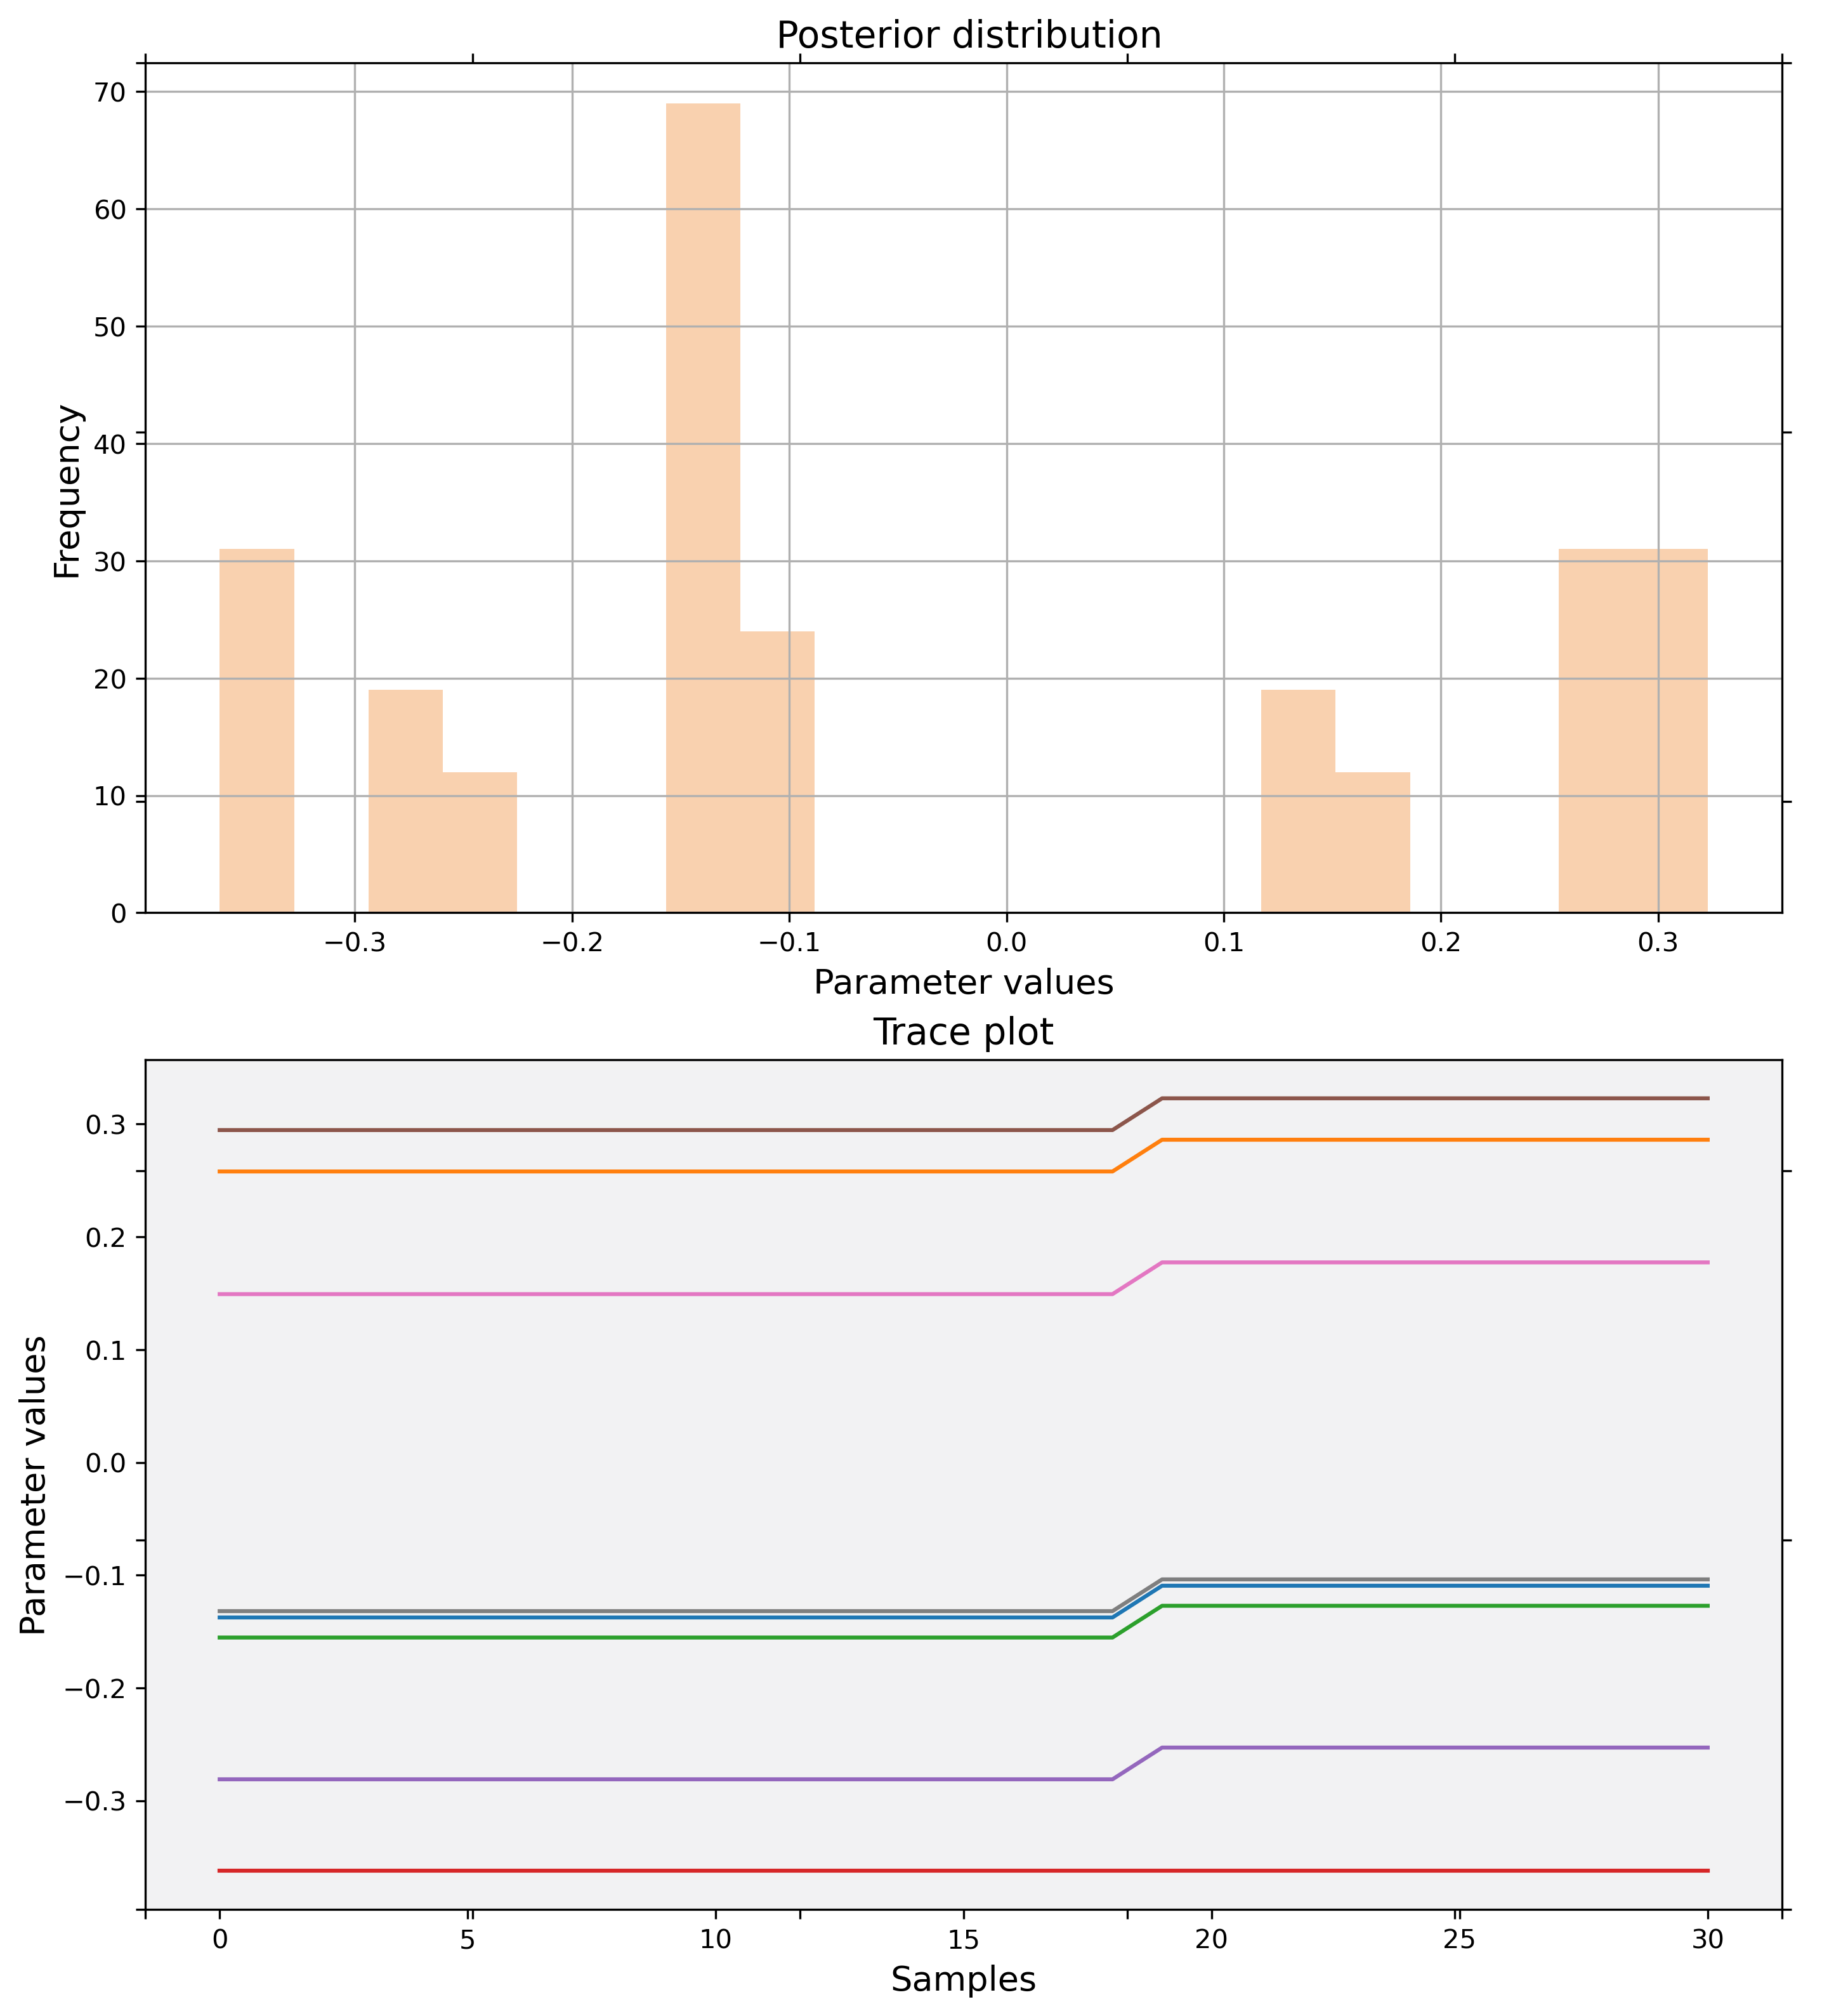 Posterior distribution
70
60
50
40
30
20
10
0
Frequency
−0.3 −0.2 −0.1 0.0 0.1 0.2 0.3
Parameter values
Trace plot
0.3
0.2
0.1
0.0
−0.1
−0.2
−0.3
Parameter values
0 5 10 15 20 25 30
Samples